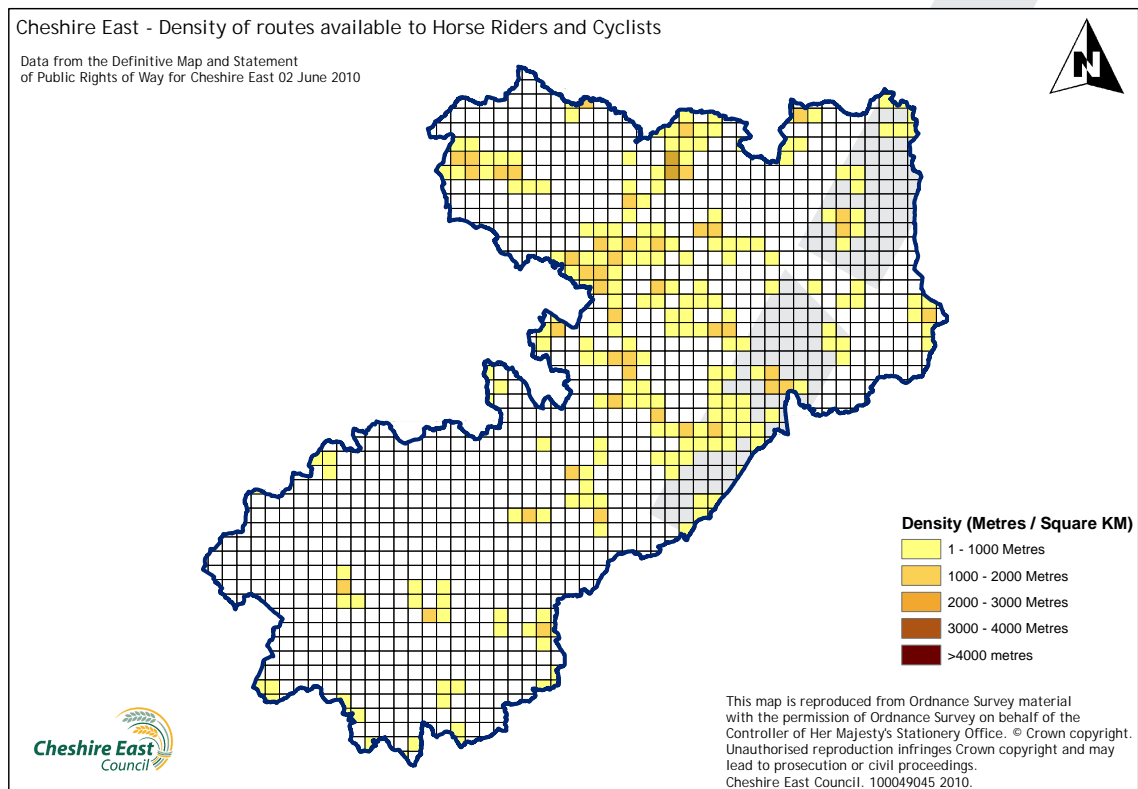 Cheshire East - Density of routes available to Horse Riders and Cyclists
Data from the Definitive Map and Statement
of Public Rights of Way for Cheshire East 02 June 2010
N
Density (Metres / Square KM)
1 - 1000 Metres
1000 - 2000 Metres
2000 - 3000 Metres
3000 - 4000 Metres
>4000 metres
This map is reproduced from Ordnance Survey material
with the permission of Ordnance Survey on behalf of the
Controller of Her Majesty's Stationery Office. © Crown copyright.
Unauthorised reproduction infringes Crown copyright and may
lead to prosecution or civil proceedings.
Cheshire East Council. 100049045 2010.
Cheshire East
Council